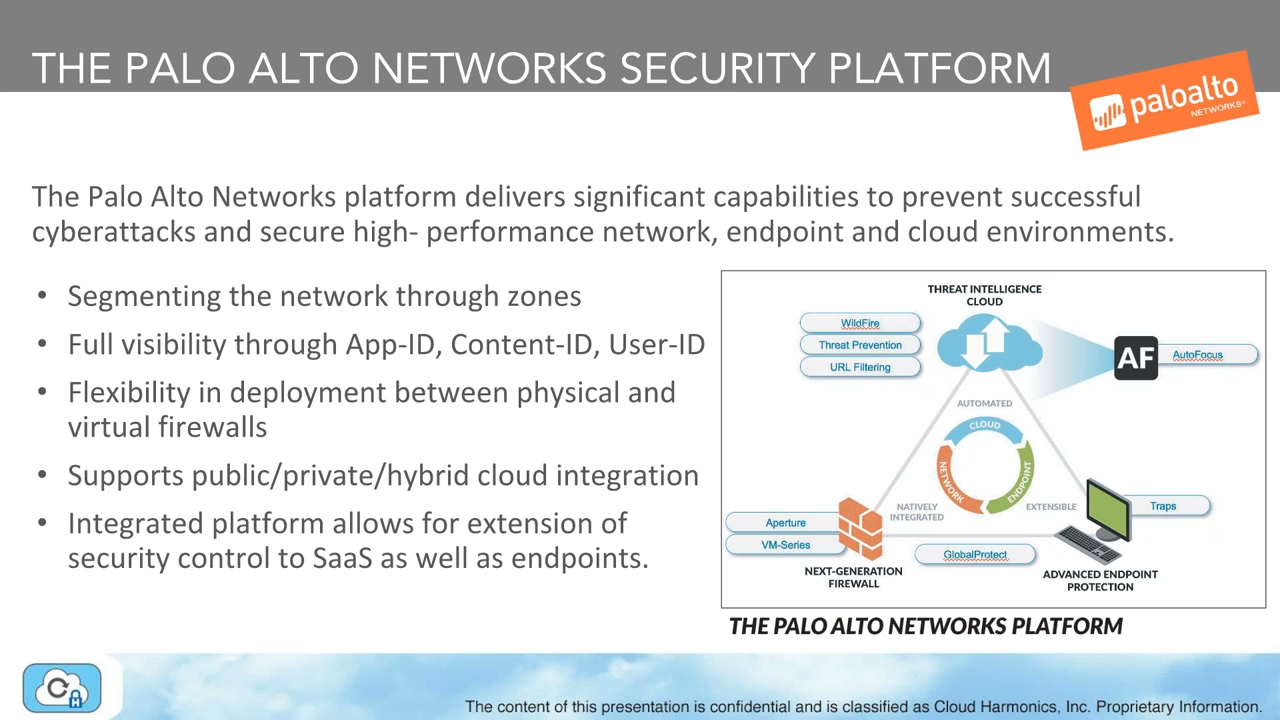 THE PALO ALTO NETWORKS SECURITY PLATFORM
paloalto
NETWORKS®
The Palo Alto Networks platform delivers significant capabilities to prevent successful
cyberattacks and secure high- performance network, endpoint and cloud environments.
• Segmenting the network through zones
• Full visibility through App-ID, Content-ID, User-ID
• Flexibility in deployment between physical and
virtual firewalls
• Supports public/private/hybrid cloud integration
• Integrated platform allows for extension of
security control to SaaS as well as endpoints.
THREAT INTELLIGENCE
CLOUD
WildFire
Threat Prevention
URL Filtering
AF
AutoFocus
AUTOMATED
CLOUD
NETWORK
ENDPOINT
NATIVELY
INTEGRATED
EXTENSIBLE
Aperture
VM-Series
Traps
GlobalProtect
NEXT-GENERATION
FIREWALL
ADVANCED ENDPOINT
PROTECTION
THE PALO ALTO NETWORKS PLATFORM
H
The content of this presentation is confidential and is classified as Cloud Harmonics, Inc. Proprietary Information.